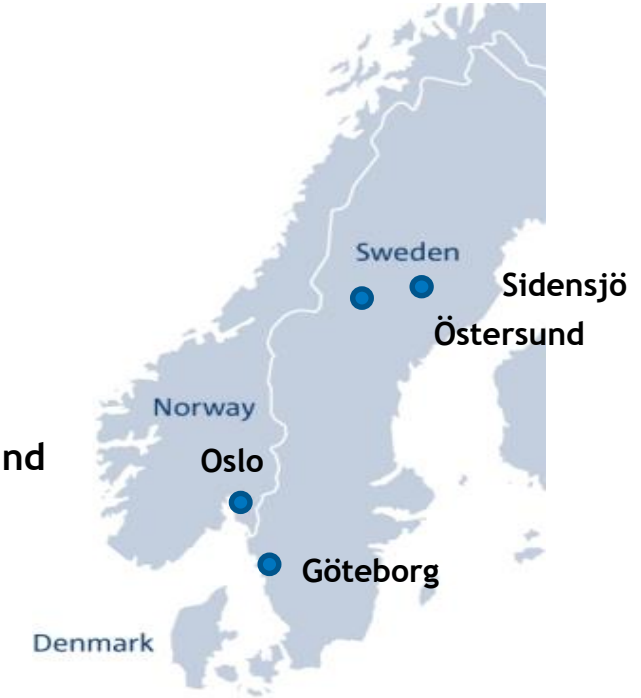 Sweden
Sidensjö
Östersund
Norway
nd
Oslo
Göteborg
Denmark